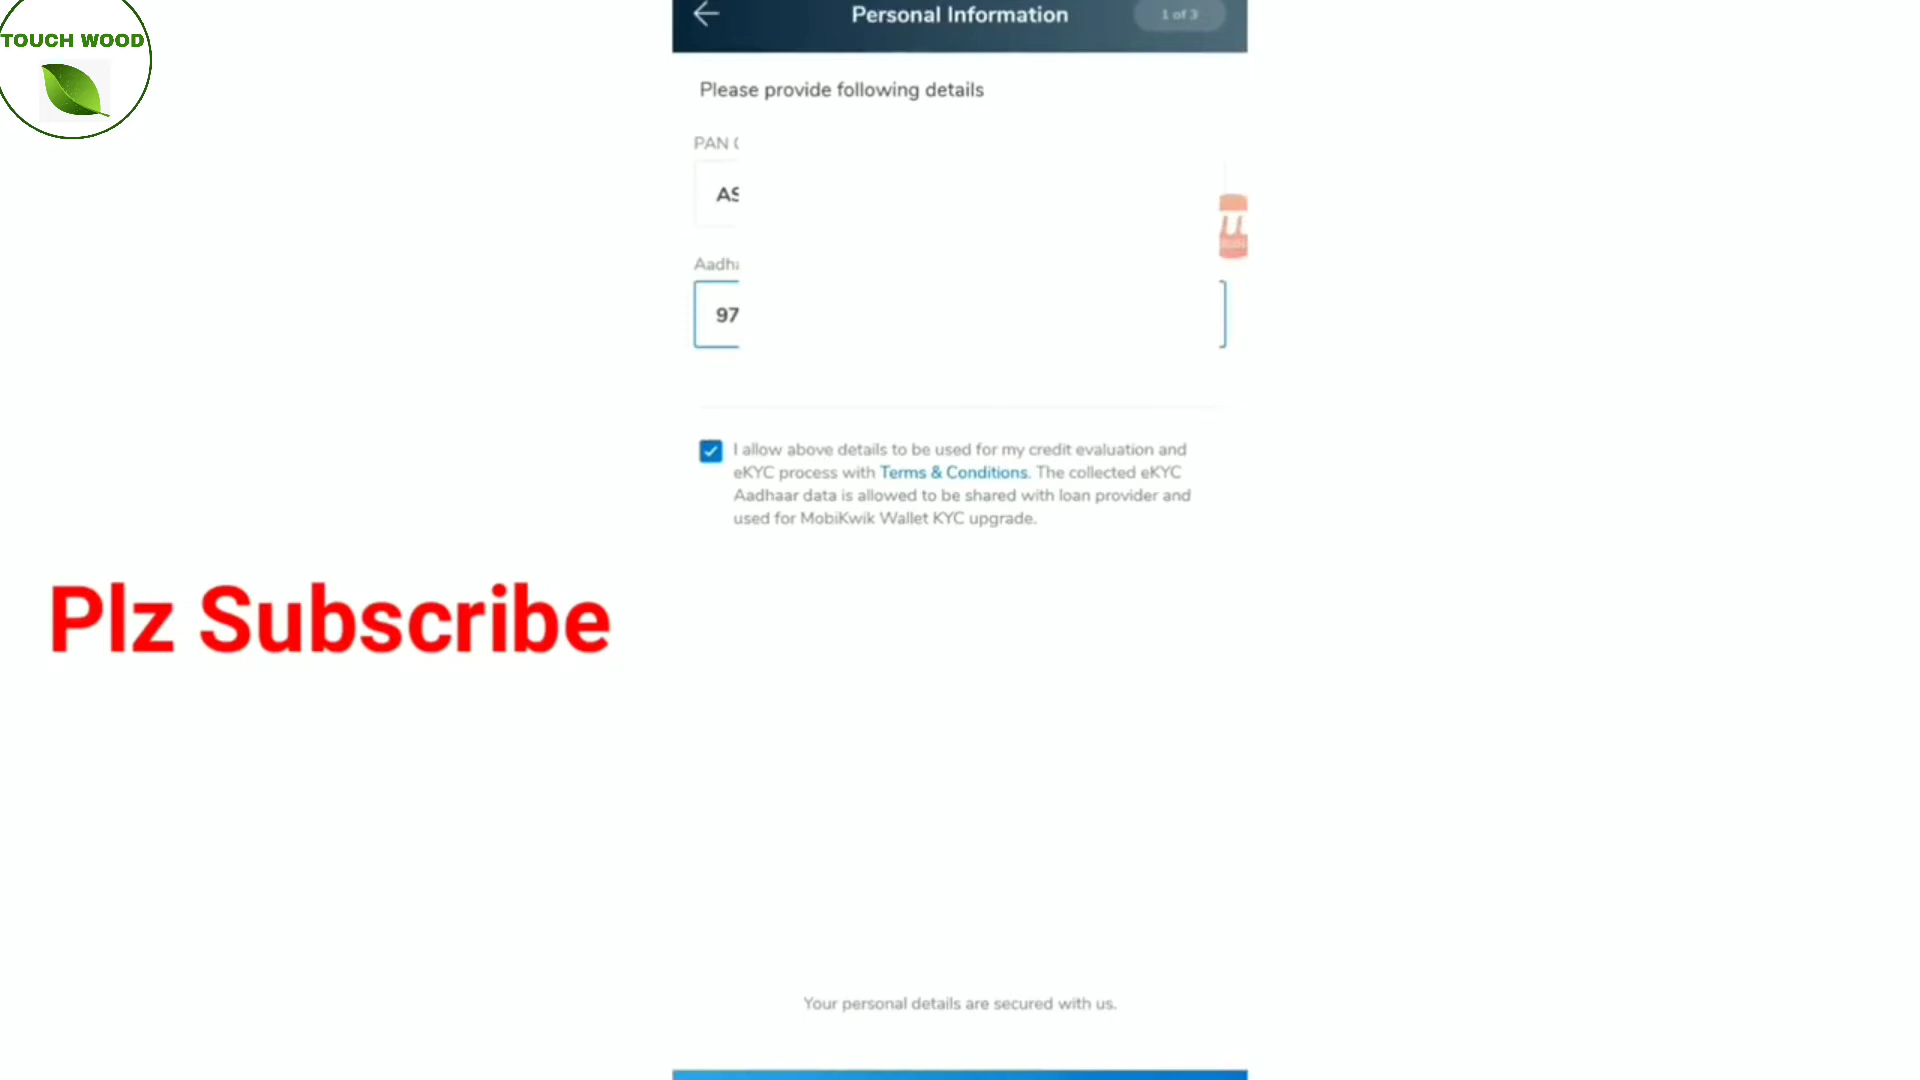 TOUCH WOOD
Personal Information
1 of 3
Please provide following details
PAN
AS
Aadha
97
I allow above details to be used for my credit evaluation and
eKYC process with Terms & Conditions. The collected eKYC
Aadhaar data is allowed to be shared with loan provider and
used for MobiKwik Wallet KYC upgrade.
Plz Subscribe
Your personal details are secured with us.